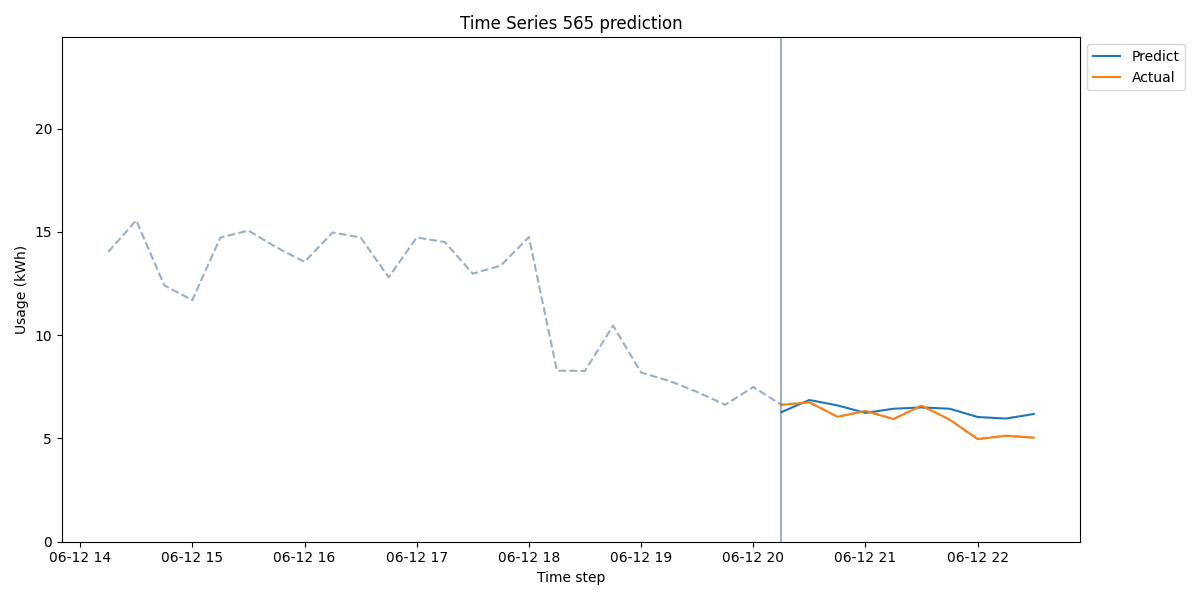 Time Series 565 prediction
Predict
Actual
Usage (kWh)
20
15
10
5
0
06-12 14 06-12 15 06-12 16 06-12 17 06-12 18 06-12 19 06-12 20 06-12 21 06-12 22
Time step